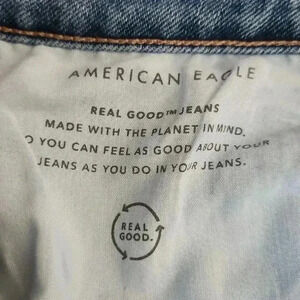 AMERICAN EAGLE
REAL GOOD™ JEANS
MADE WITH THE PLANET IN MIND.
O YOU CAN FEEL AS GOOD ABOUT YOUR
JEANS AS YOU DO IN YOUR JEANS.
REAL
GOOD.